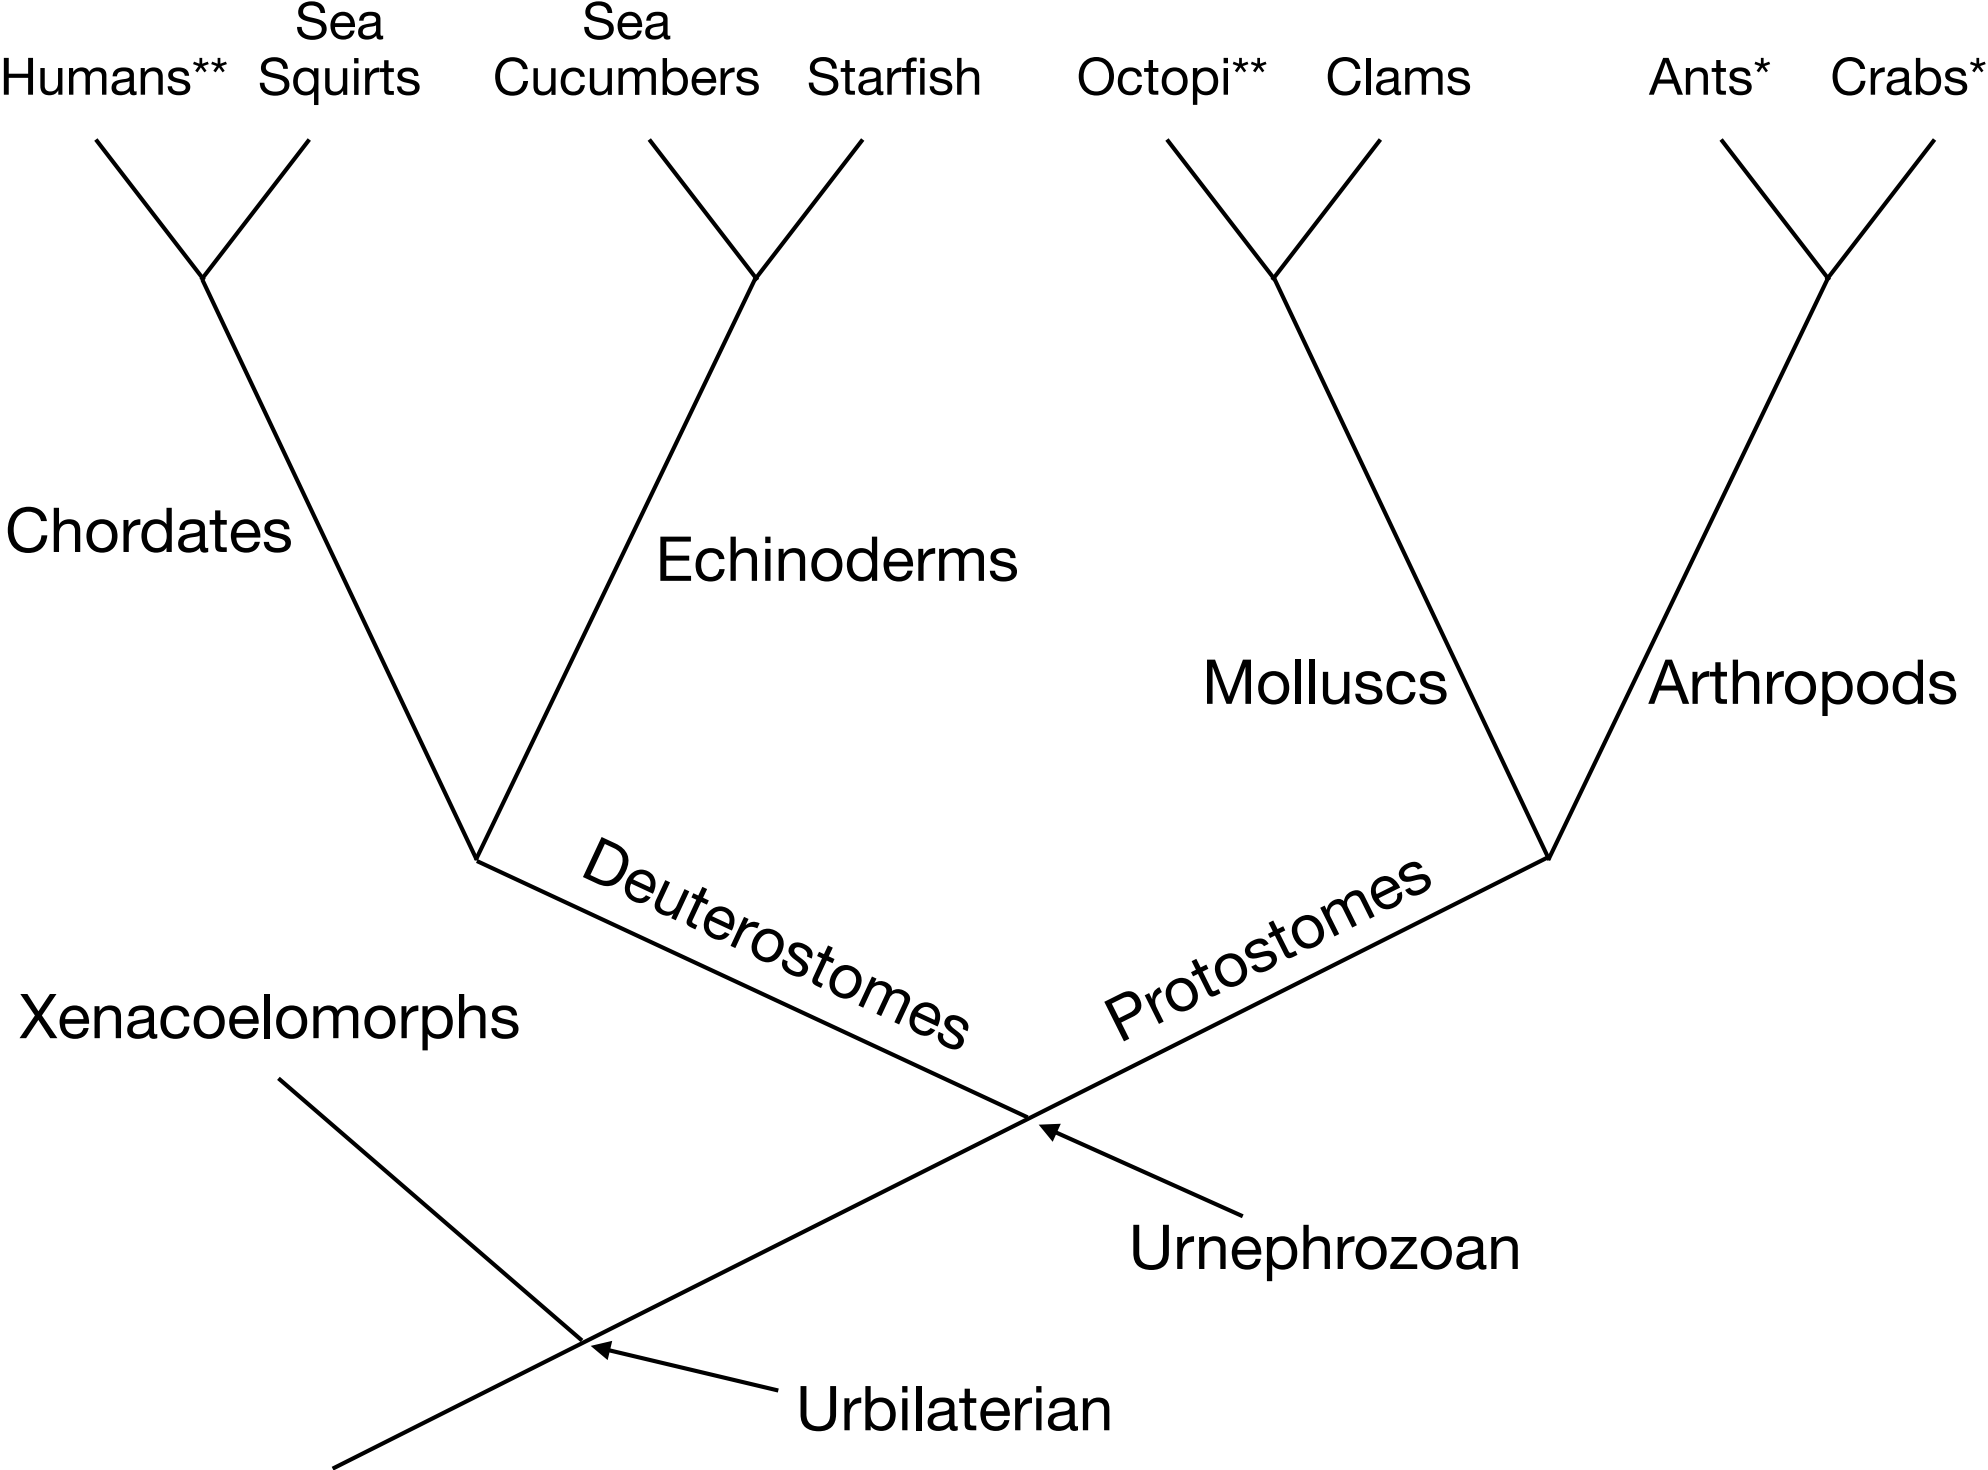 Sea
Humans** Squirts
Sea
Cucumbers
Starfish
Octopi**
Clams
Ants*
Crabs*
Chordates
Echinoderms
Molluscs
Arthropods
Deuterostomes
Protostomes
Xenacoelomorphs
Urnephrozoan
Urbilaterian